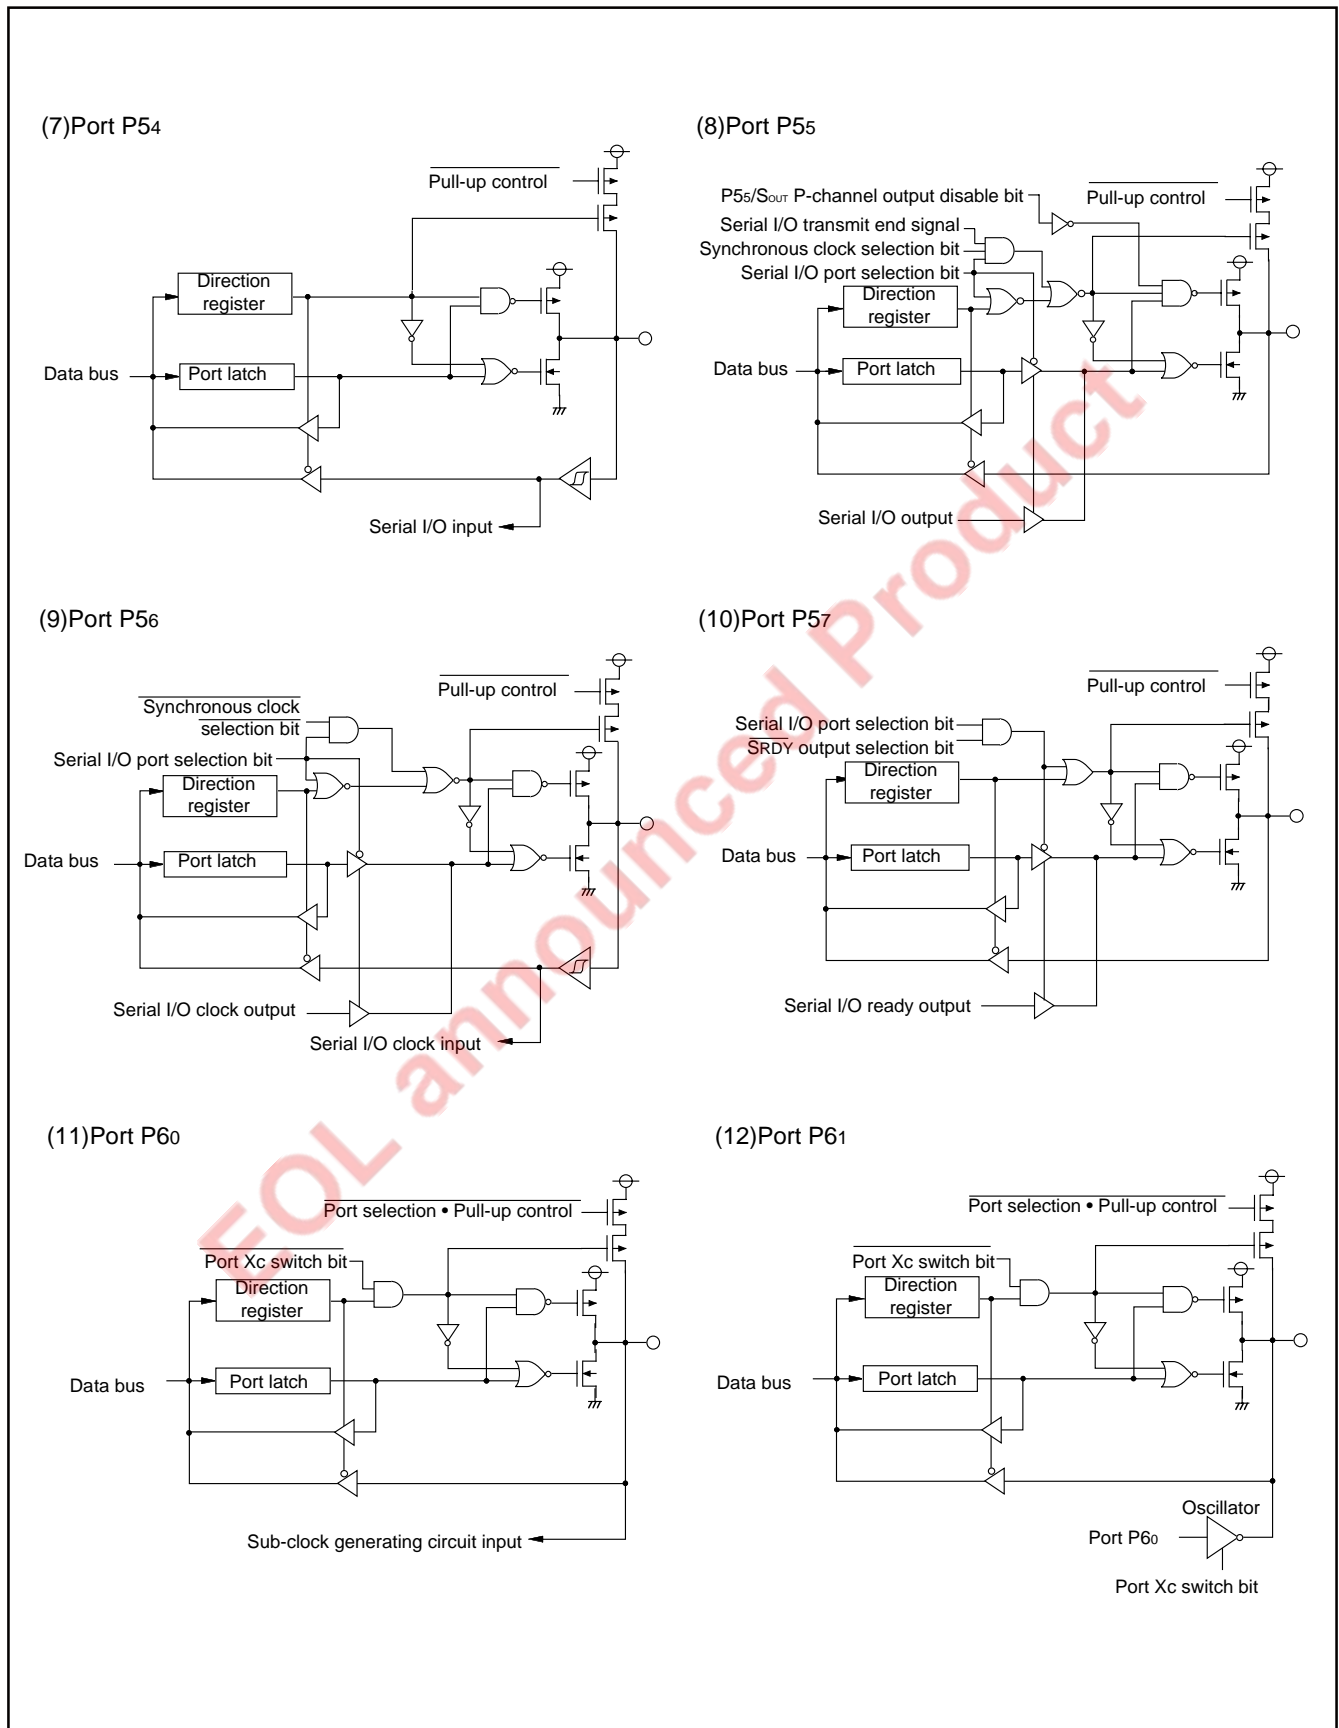 (7)Port P54
Pull-up control
Direction
register
Data bus
Port latch
Serial I/O input
(8)Port P55
Pull-up control
P55/SOUT P-channel output disable bit
Serial I/O transmit end signal
Synchronous clock selection bit
Serial I/O port selection bit
Direction
register
Data bus
Port latch
Serial I/O output
(9)Port P56
Pull-up control
Synchronous clock
selection bit
Serial I/O port selection bit
Direction
register
Data bus
Port latch
Serial I/O clock output
Serial I/O clock input
(10)Port P57
Pull-up control
Serial I/O port selection bit
SRDY output selection bit
Direction
register
Data bus
Port latch
Serial I/O ready output
(11)Port P60
Port selection • Pull-up control
Port Xc switch bit
Direction
register
Data bus
Port latch
Sub-clock generating circuit input
(12)Port P61
Port selection • Pull-up control
Port Xc switch bit
Direction
register
Data bus
Port latch
Oscillator
Port P60
Port Xc switch bit
EOL announced Product